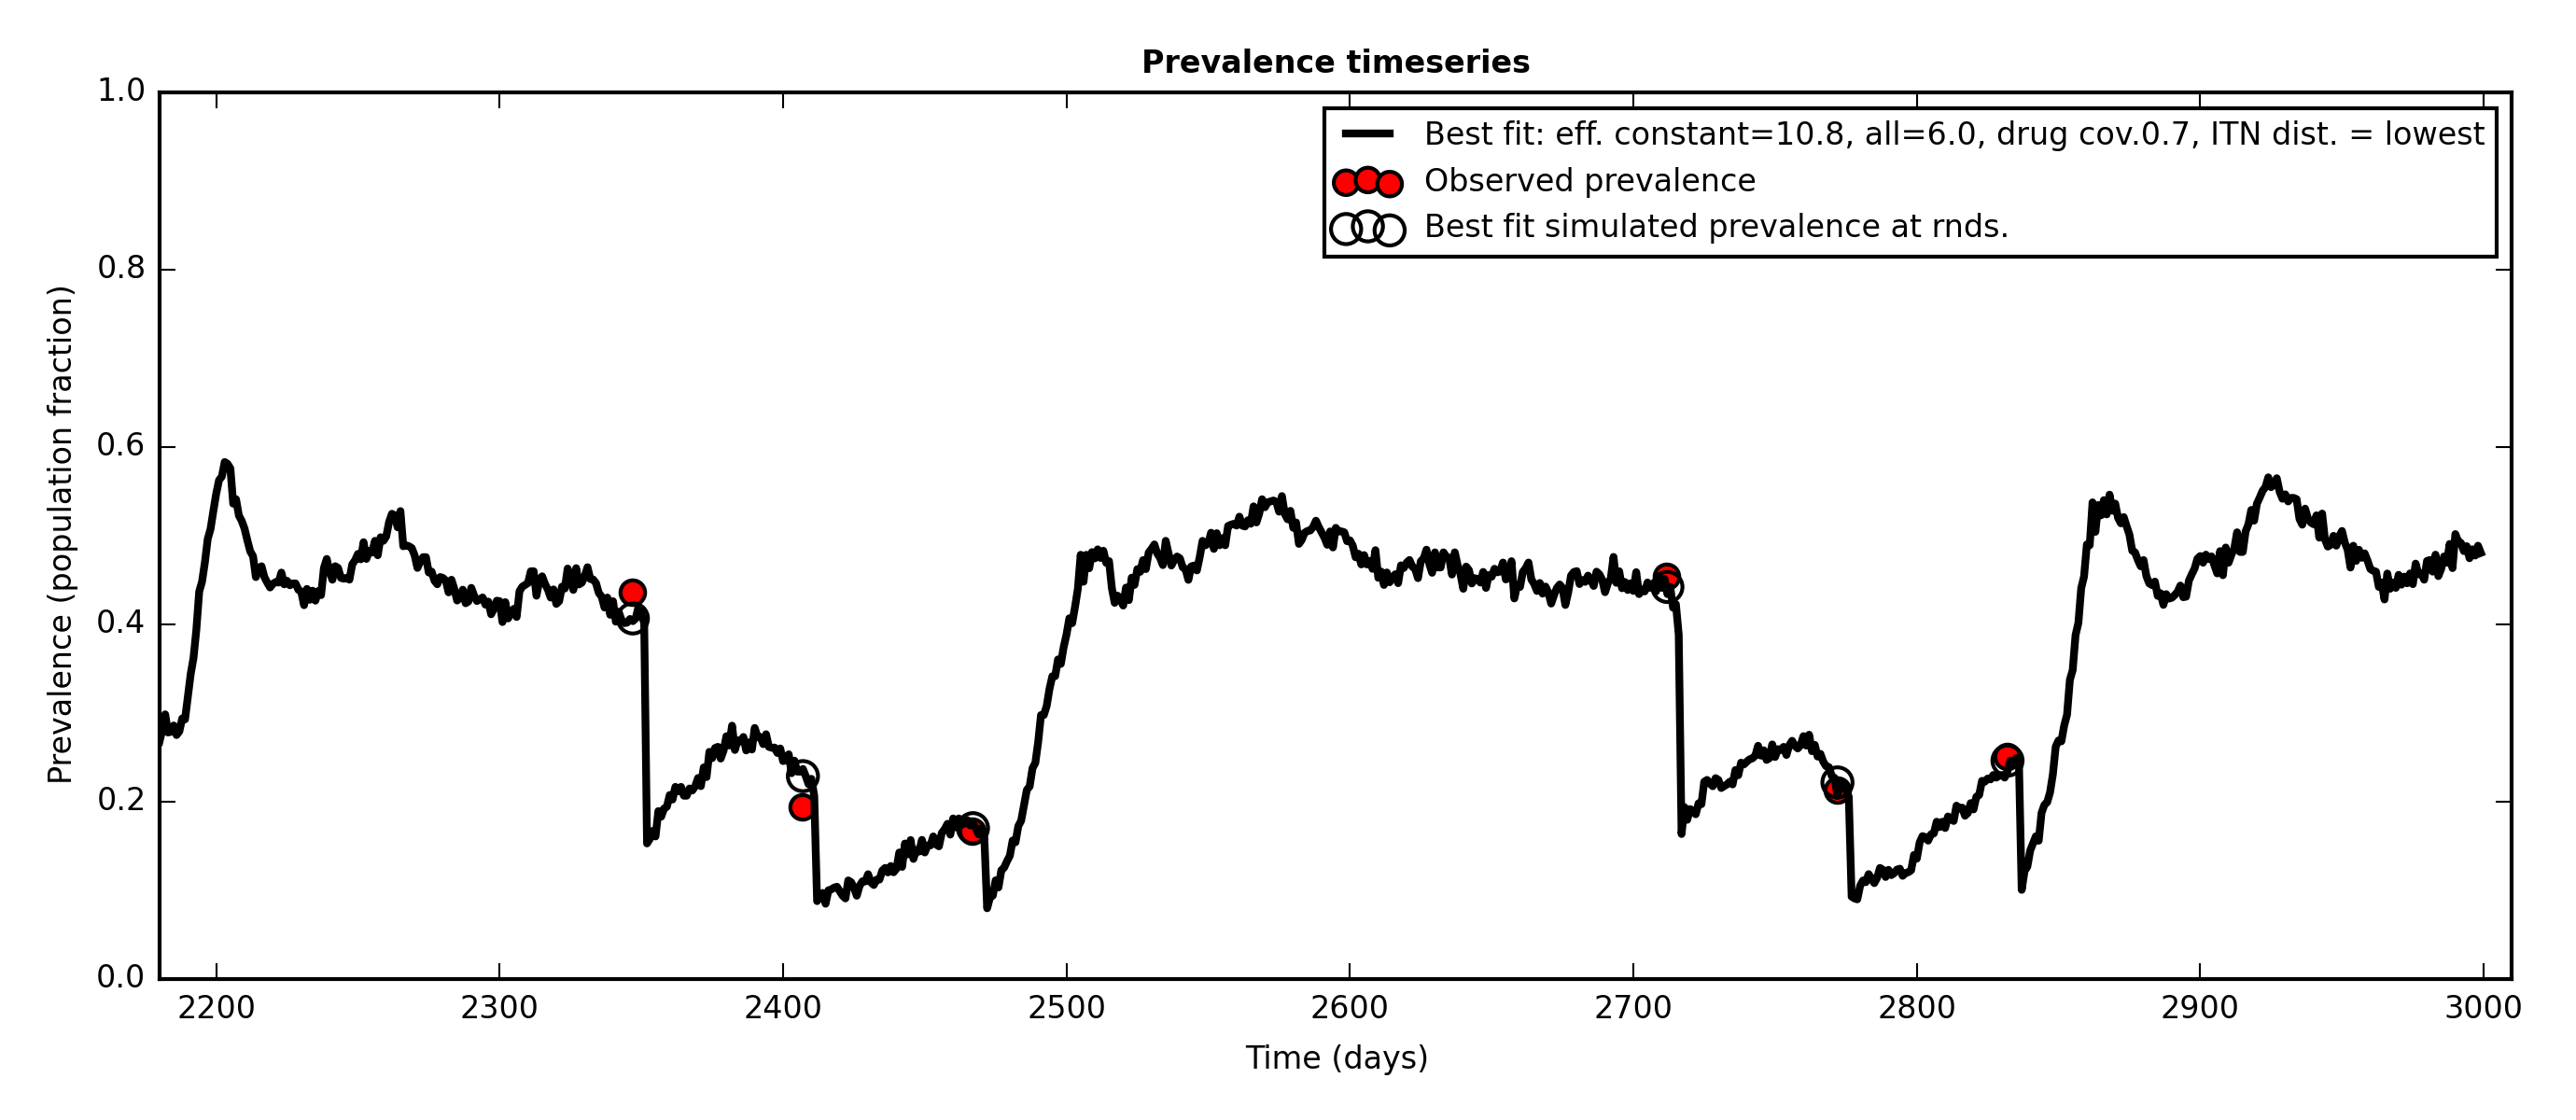 Prevalence timeseries
1.0
0.8
0.6
0.4
0.2
0.0
Prevalence (population fraction)
Best fit: eff. constant=10.8, all=6.0, drug cov.0.7, ITN dist. = lowest
Observed prevalence
Best fit simulated prevalence at rnds.
2200 2300 2400 2500 2600 2700 2800 2900 3000
Time (days)